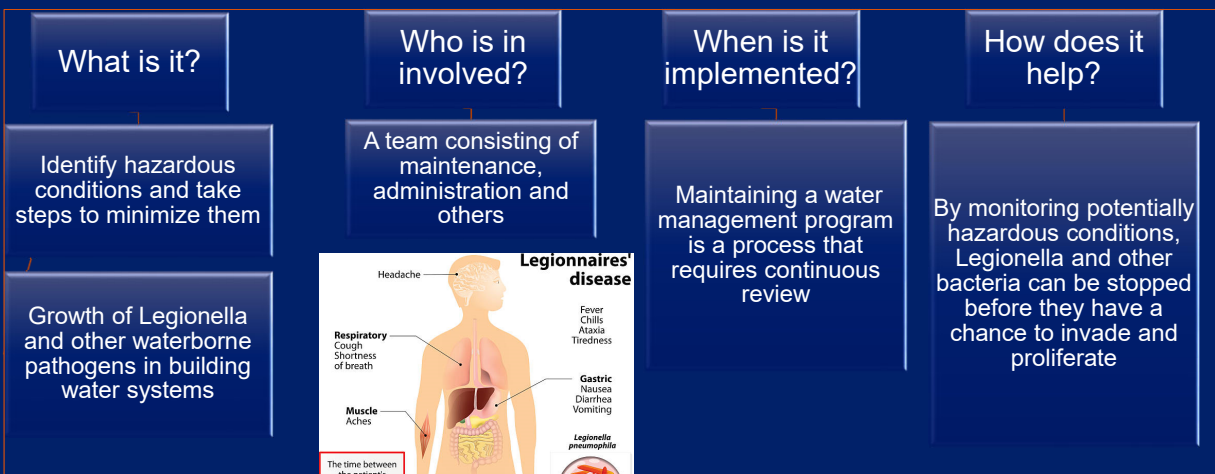 What is it?
Identify hazardous
conditions and take
steps to minimize them
Growth of Legionella
and other waterborne
pathogens in building
water systems
Who is in
involved?
A team consisting of
maintenance,
administration and
others
Legionnaires'
disease
Headache
Fever
Chills
Ataxia
Tiredness
Respiratory
Cough
Shortness
of breath
Gastric
Nausea
Diarrhea
Vomiting
Muscle
Aches
Legionella
pneumophila
The time between
the patient's
When is it
implemented?
Maintaining a water
management program
is a process that
requires continuous
review
How does it
help?
By monitoring potentially
hazardous conditions,
Legionella and other
bacteria can be stopped
before they have a
chance to invade and
proliferate